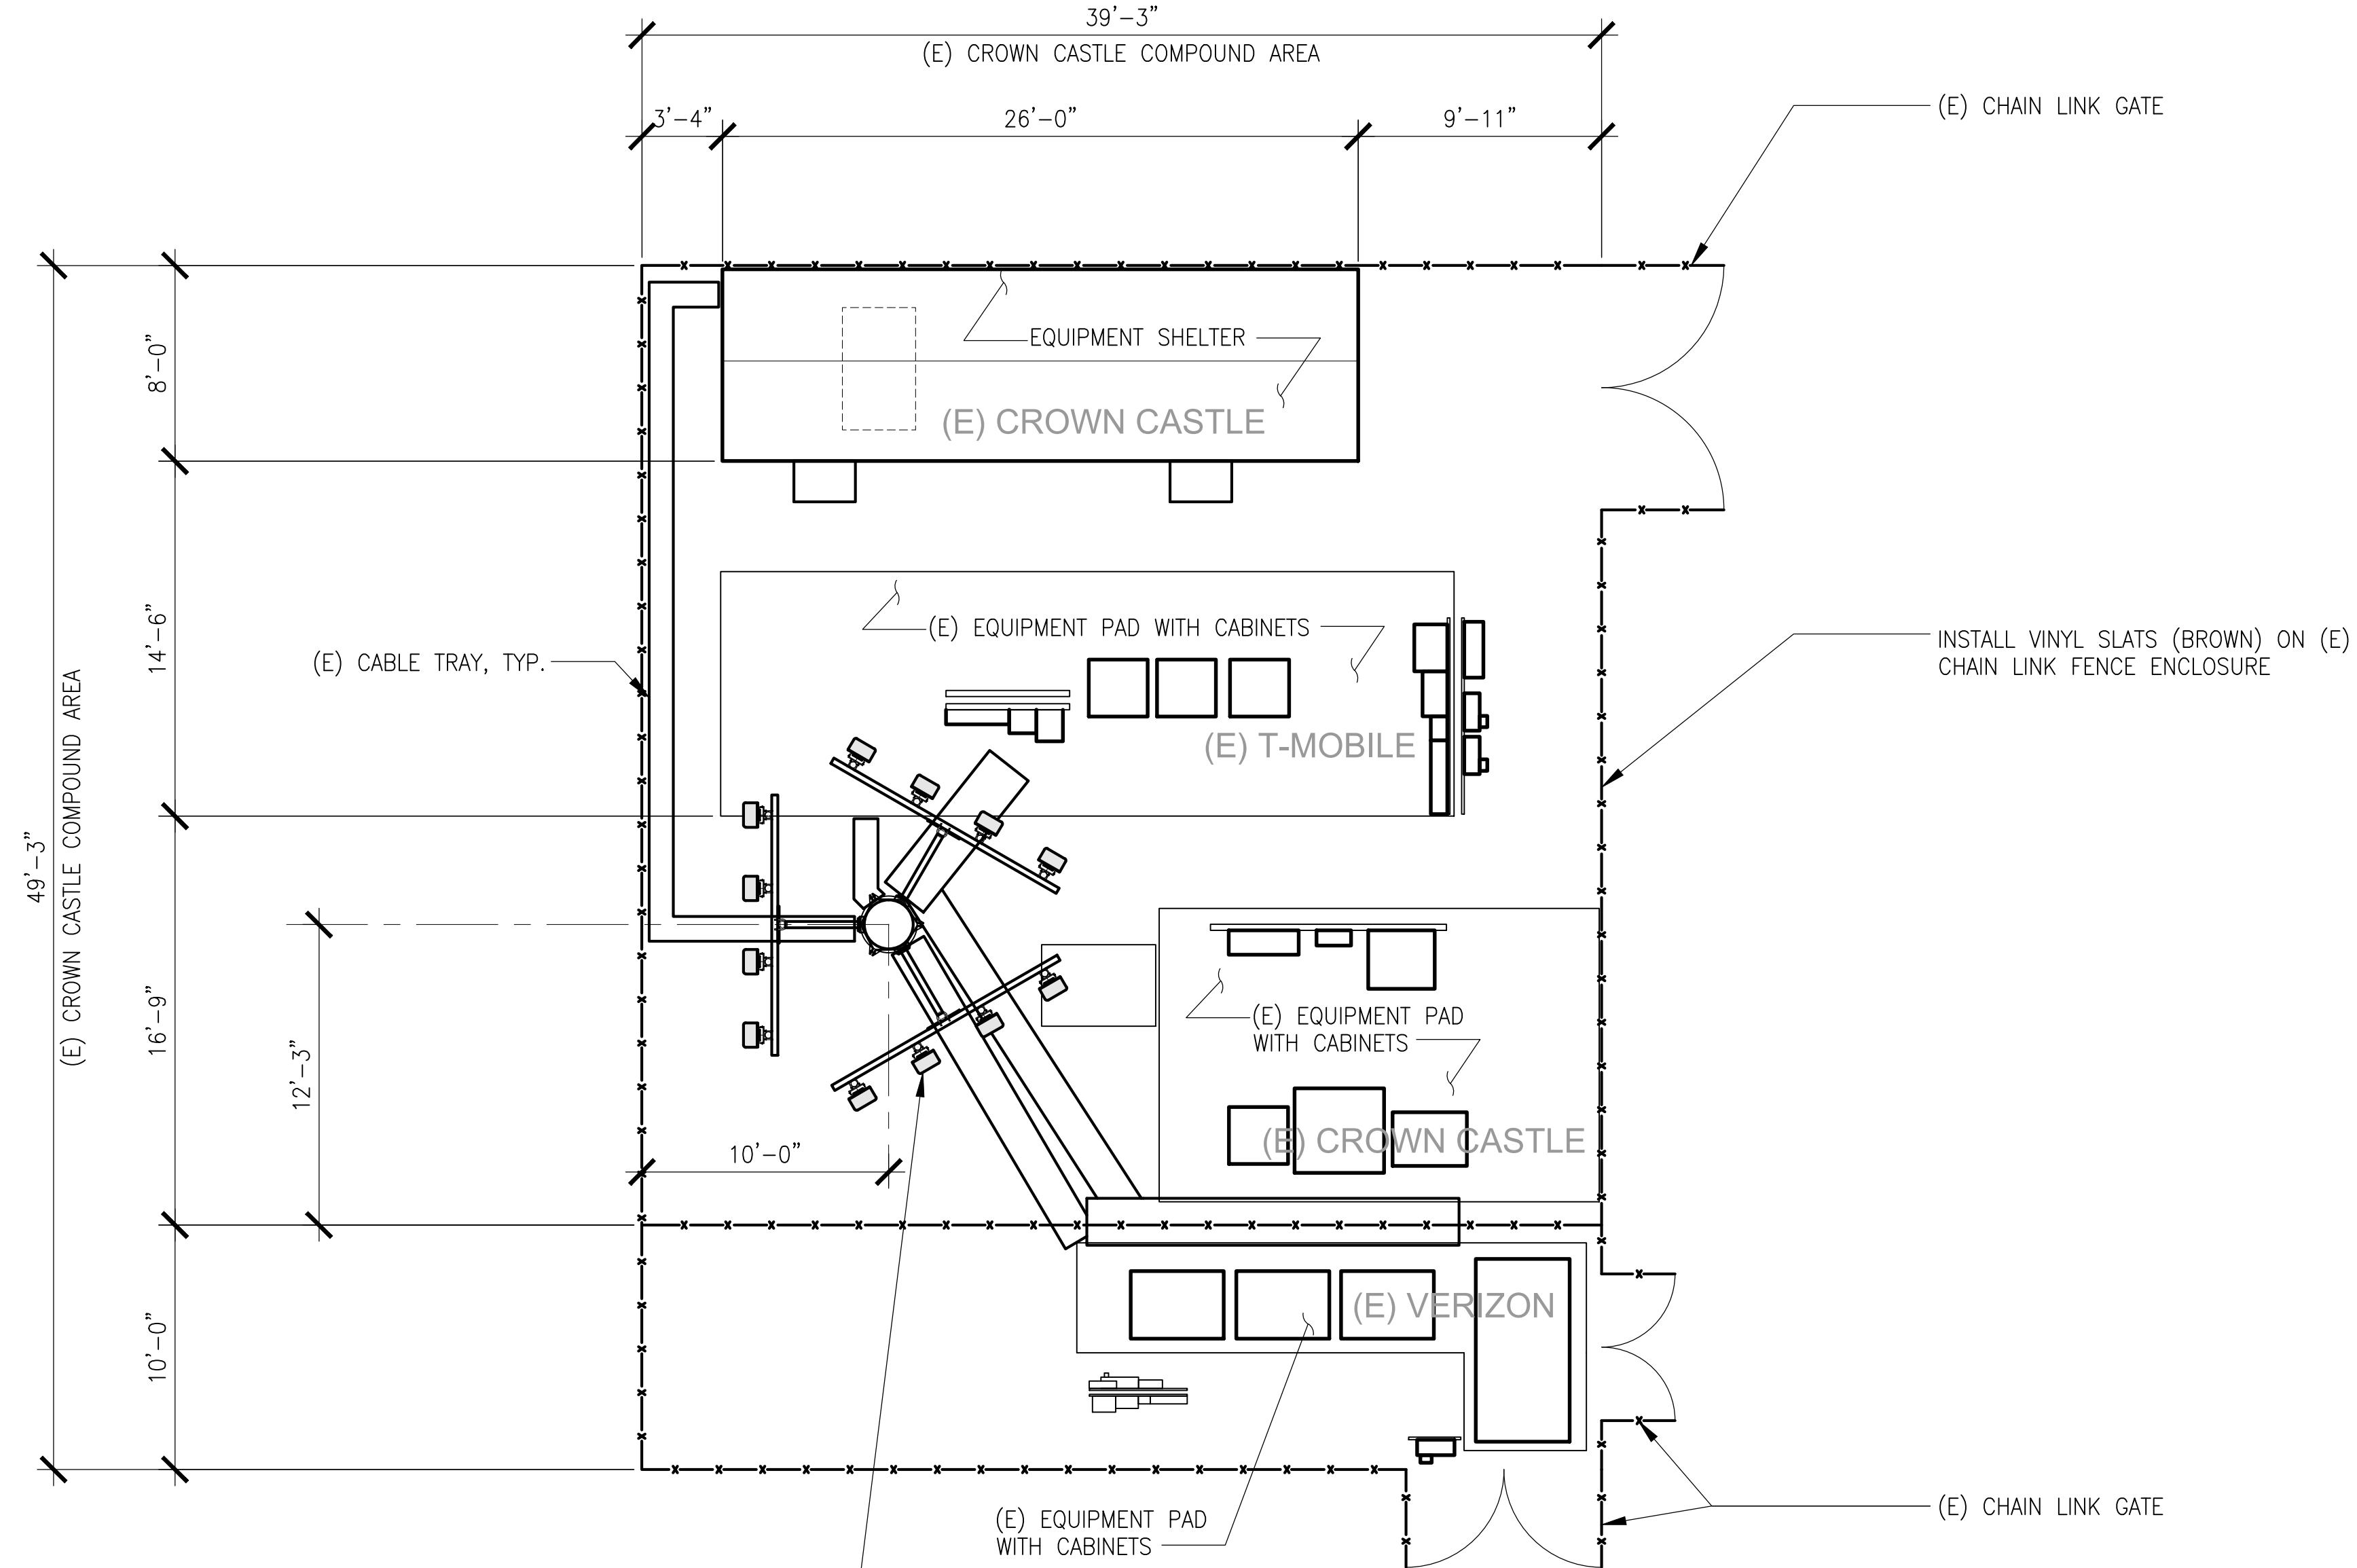 39'-3"
(E) CROWN CASTLE COMPOUND AREA
3'-4"
26'-0"
9'-11"
(E) CHAIN LINK GATE
EQUIPMENT SHELTER
8'-0"
(E) CROWN CASTLE
(E) EQUIPMENT PAD WITH CABINETS
14'-6"
INSTALL VINYL SLATS (BROWN) ON (E)
CHAIN LINK FENCE ENCLOSURE
(E) CABLE TRAY, TYP.
(E) T-MOBILE
49'-3"
(E) CROWN CASTLE COMPOUND AREA
16'-9"
12'-3"
(E) EQUIPMENT PAD
WITH CABINETS
(E) CROWN CASTLE
10'-0"
(E) VERIZON
10'-0"
(E) EQUIPMENT PAD
WITH CABINETS
(E) CHAIN LINK GATE